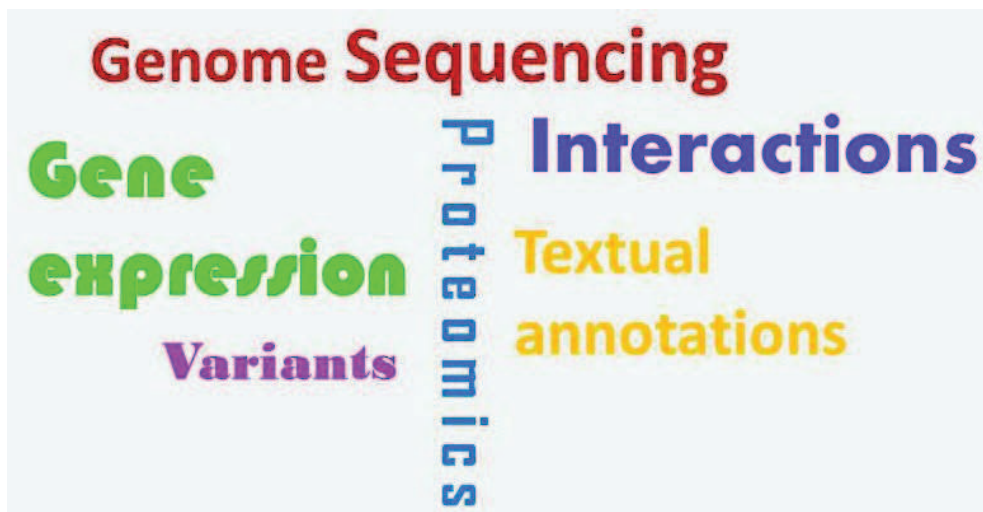 Genome Sequencing
Gene
expression
Variants
Proteomics
Interactions
Textual
annotations